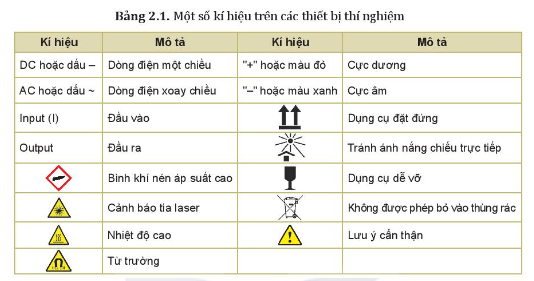 Bảng 2.1. Một số kí hiệu trên các thiết bị thí nghiệm
Kí hiệu Mô tả Kí hiệu Mô tả
DC hoặc dấu – Dòng điện một chiều "+" hoặc màu đỏ Cực dương
AC hoặc dấu ~ Dòng điện xoay chiều "–" hoặc màu xanh Cực âm
Input (I) Đầu vào Dụng cụ đặt đứng
Output Đầu ra Tránh ánh nắng chiếu trực tiếp
Bình khí nén áp suất cao Dụng cụ dễ vỡ
Cảnh báo tia laser Không được phép bỏ vào thùng rác
Nhiệt độ cao Lưu ý cẩn thận
Từ trường